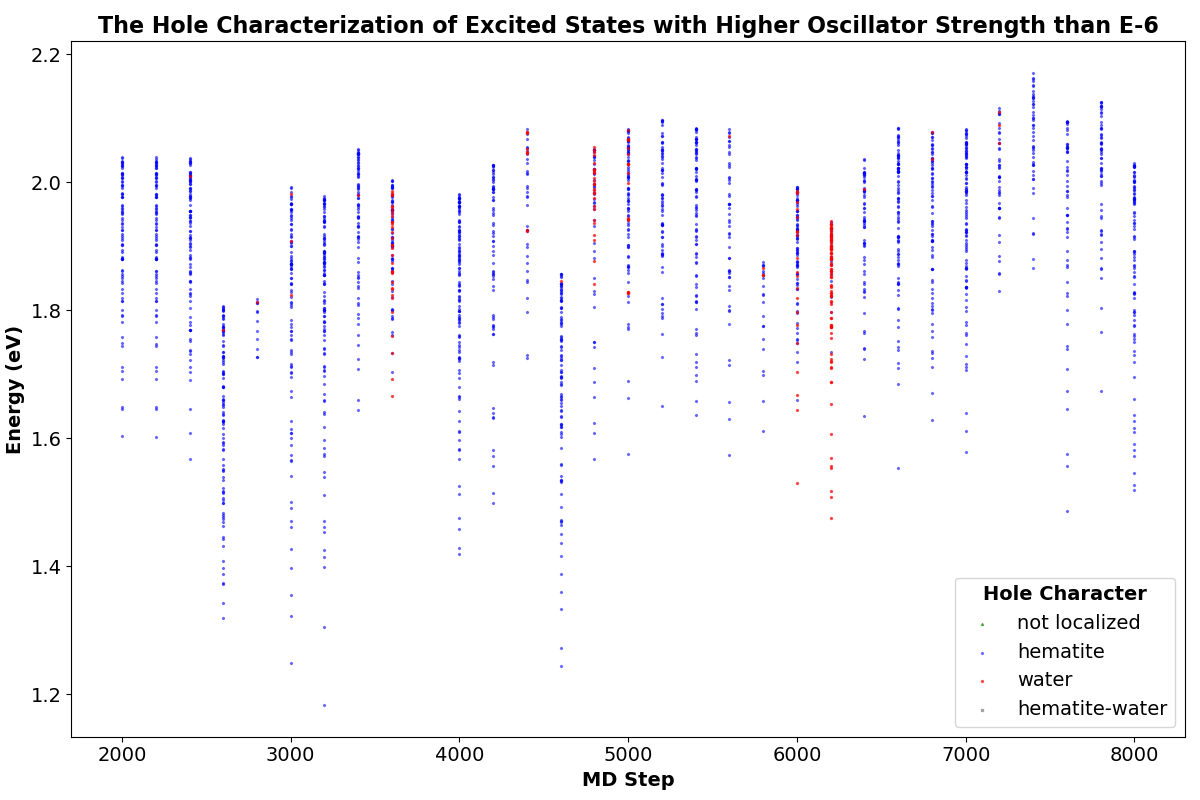 The Hole Characterization of Excited States with Higher Oscillator Strength than E-6
2.2
2.0
1.8
1.6
1.4
1.2
Energy (eV)
2000 3000 4000 5000 6000 7000 8000
MD Step
Hole Character
not localized
hematite
water
hematite-water